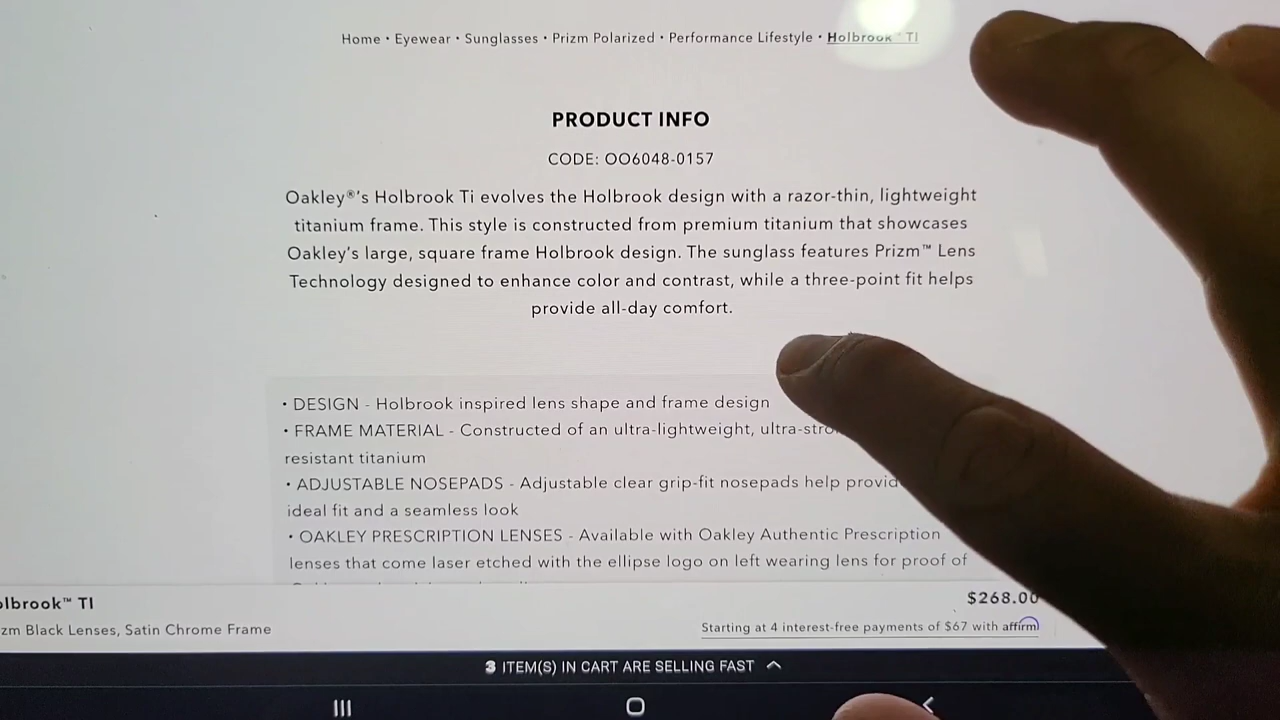 Home • Eyewear • Sunglasses • Prizm Polarized • Performance Lifestyle • Holbrook™ TI
PRODUCT INFO
CODE: OO6048-0157
Oakley®'s Holbrook Ti evolves the Holbrook design with a razor-thin, lightweight
titanium frame. This style is constructed from premium titanium that showcases
Oakley's large, square frame Holbrook design. The sunglass features Prizm™ Lens
Technology designed to enhance color and contrast, while a three-point fit helps
provide all-day comfort.
• DESIGN - Holbrook inspired lens shape and frame design
• FRAME MATERIAL - Constructed of an ultra-lightweight,
resistant titanium
• ADJUSTABLE NOSEPADS - Adjustable clear grip-fit nosepads help
ideal fit and a seamless look
• OAKLEY PRESCRIPTION LENSES - Available with Oakley Authentic Prescription
lenses that come laser etched with the ellipse logo on left wearing lens for proof of
olbrook™ TI
$268.00
zm Black Lenses, Satin Chrome Frame
Starting at 4 interest-free payments of $67 with affirm
3 ITEM(S) IN CART ARE SELLING FAST